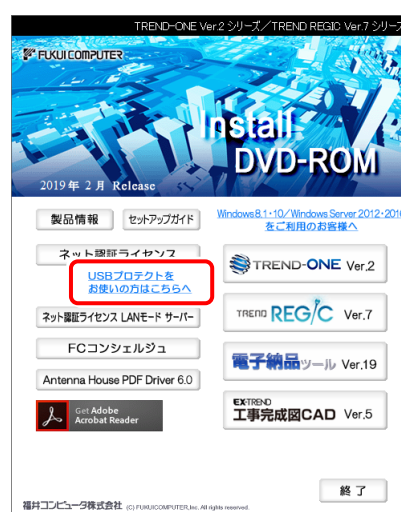 TREND-ONE Ver.2 シリーズ／TREND REGIC Ver.7 シリーズ
FUKUI COMPUTER
Install
DVD-ROM
2019年 2月 Release
製品情報
セットアップガイド
Windows8.1・10／Windows Server 2012・2016
をご利用のお客様へ
ネット認証ライセンス
USBプロテクトを
お使いの方はこちらへ
TREND-ONE Ver.2
ネット認証ライセンス LANモード サーバー
TREND REGIC Ver.7
FCコンシェルジュ
電子納品ツール Ver.19
Antenna House PDF Driver 6.0
Get Adobe
Acrobat Reader
EX-TREND
工事完成図CAD Ver.5
終了
福井コンピュータ株式会社 (C) FUKUICOMPUTER, Inc. All rights reserved.